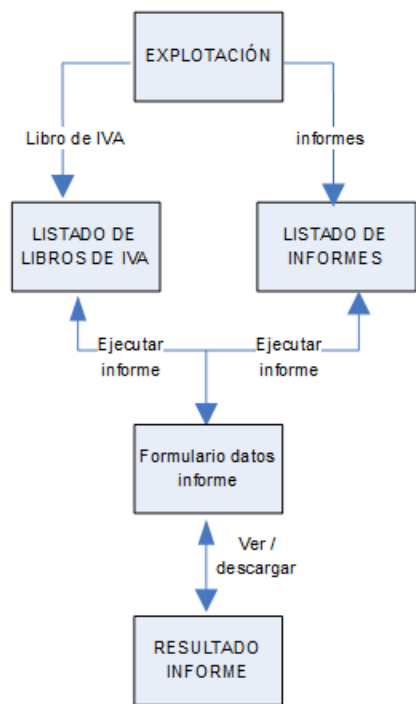 EXPLOTACIÓN
Libro de IVA
informes
LISTADO DE
LIBROS DE IVA
LISTADO DE
INFORMES
Ejecutar
informe
Ejecutar
informe
Formulario datos
informe
Ver /
descargar
RESULTADO
INFORME